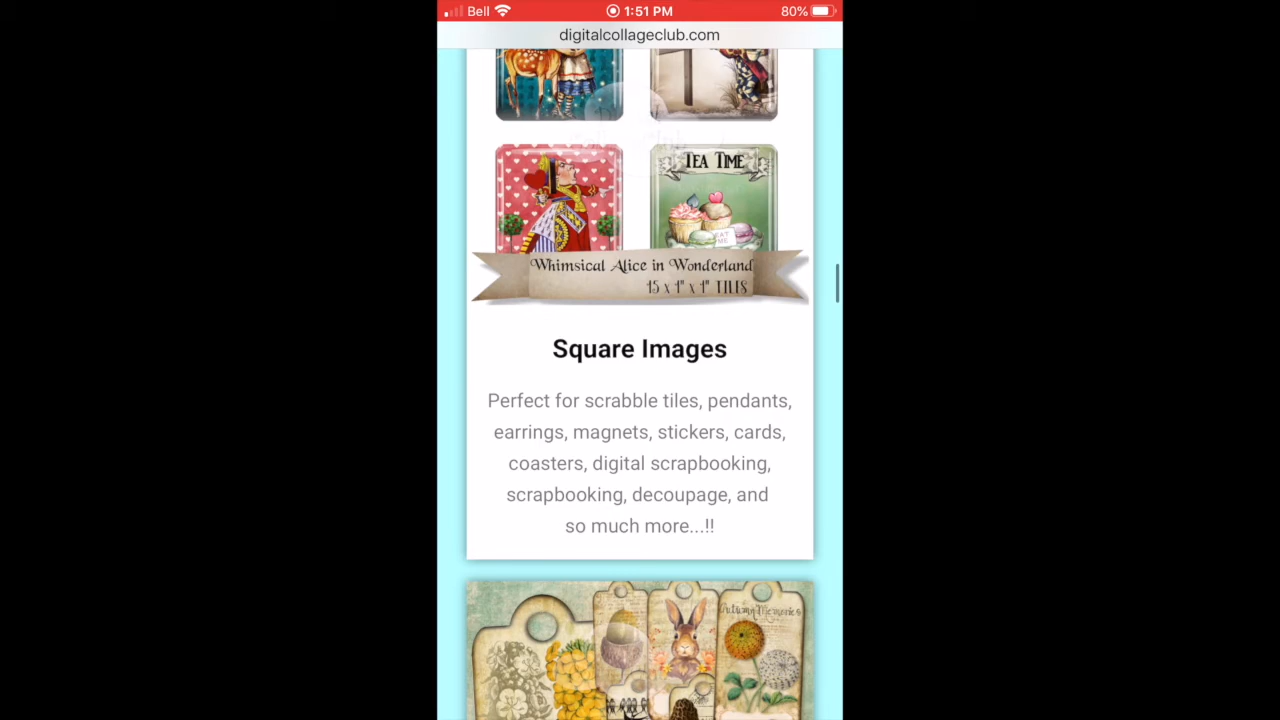 Bell 1:51 PM 80%
digitalcollageclub.com
TEA TIME
EAT ME
Whimsical Alice in Wonderland
15 x 1" x 1" TILES
Square Images
Perfect for scrabble tiles, pendants,
earrings, magnets, stickers, cards,
coasters, digital scrapbooking,
scrapbooking, decoupage, and
so much more...!!
Autumn Memories